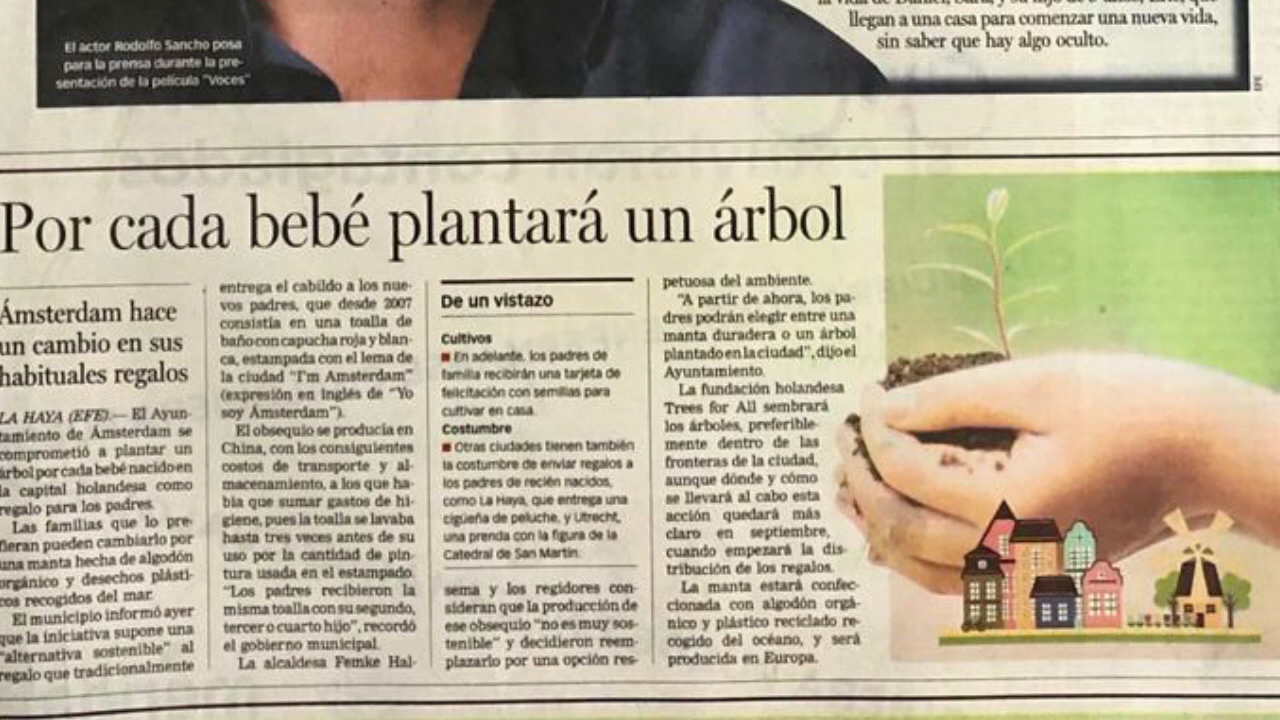 El actor Rodolfo Sancho posa
para la prensa durante la pre-
sentación de la película "Voces"
llegan a una casa para comenzar una nueva vida,
sin saber que hay algo oculto.
EFE
Por cada bebé plantará un árbol
Ámsterdam hace
un cambio en sus
habituales regalos
LA HAYA (EFE).— El Ayun-
tamiento de Ámsterdam se
comprometió a plantar un
árbol por cada bebé nacido en
la capital holandesa como
regalo para los padres.
Las familias que lo pre-
fieran pueden cambiarlo por
una manta hecha de algodón
orgánico y desechos plásti-
cos recogidos del mar.
El municipio informó ayer
que la iniciativa supone una
"alternativa sostenible" al
regalo que tradicionalmente
entrega el cabildo a los nue-
vos padres, que desde 2007
consistía en una toalla de
baño con capucha roja y blan-
ca, estampada con el lema de
la ciudad "I'm Amsterdam"
(expresión en inglés de "Yo
soy Ámsterdam").
El obsequio se producía en
China, con los consiguientes
costos de transporte y al-
macenamiento, a los que ha-
bía que sumar gastos de hi-
giene, pues la toalla se lavaba
hasta tres veces antes de su
uso por la cantidad de pin-
tura usada en el estampado.
"Los padres recibieron la
misma toalla con su segundo,
tercer o cuarto hijo", recordó
el gobierno municipal.
La alcaldesa Femke Hal-
De un vistazo
Cultivos
En adelante, los padres de
familia recibirán una tarjeta de
felicitación con semillas para
cultivar en casa.
Costumbre
Otras ciudades tienen también
la costumbre de enviar regalos a
los padres de recién nacidos,
como La Haya, que entrega una
cigüeña de peluche, y Utrecht,
una prenda con la figura de la
Catedral de San Martín.
sema y los regidores con-
sideran que la producción de
ese obsequio "no es muy sos-
tenible" y decidieron reem-
plazarlo por una opción res-
petuosa del ambiente.
"A partir de ahora, los pa-
dres podrán elegir entre una
manta duradera o un árbol
plantado en la ciudad", dijo el
Ayuntamiento.
La fundación holandesa
Trees for All sembrará
los árboles, preferible-
mente dentro de las
fronteras de la ciudad,
aunque dónde y cómo
se llevará al cabo esta
acción quedará más
claro en septiembre,
cuando empezará la dis-
tribución de los regalos.
La manta estará confec-
cionada con algodón orgá-
nico y plástico reciclado re-
cogido del océano, y será
producida en Europa.